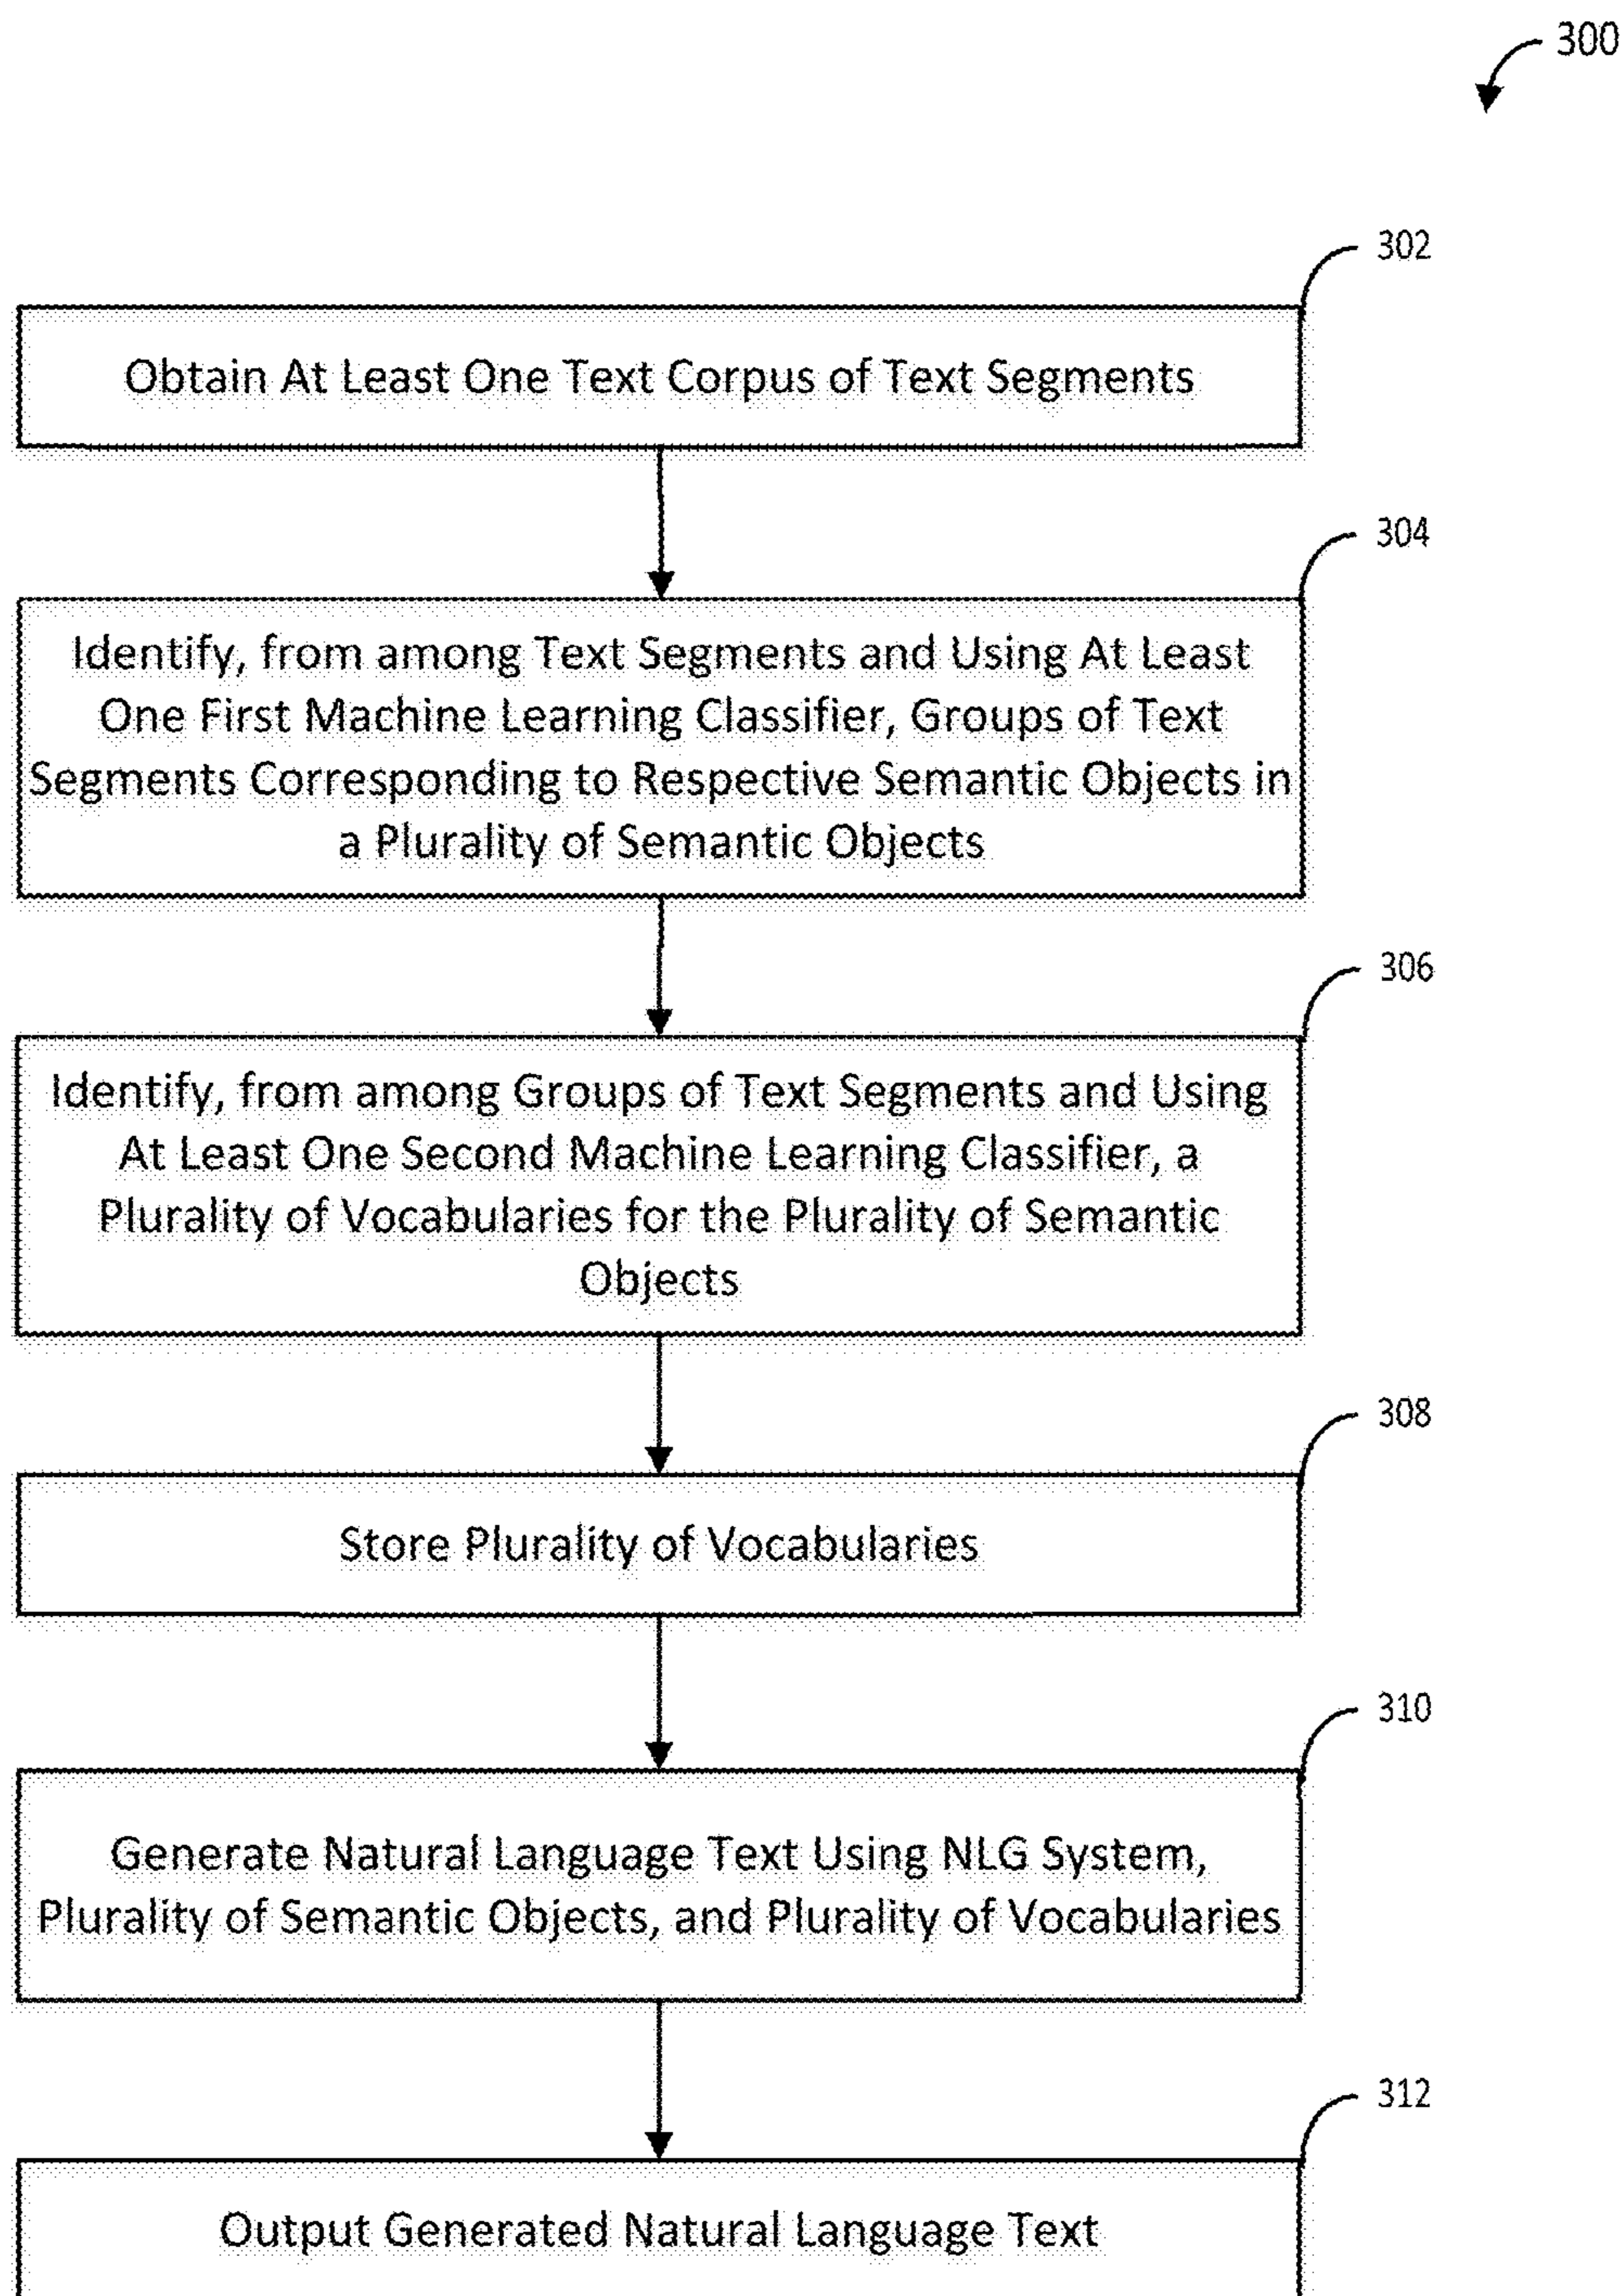 300
302
Obtain At Least One Text Corpus of Text Segments
304
Identify, from among Text Segments and Using At Least
One First Machine Learning Classifier, Groups of Text
Segments Corresponding to Respective Semantic Objects in
a Plurality of Semantic Objects
306
Identify, from among Groups of Text Segments and Using
At Least One Second Machine Learning Classifier, a
Plurality of Vocabularies for the Plurality of Semantic
Objects
308
Store Plurality of Vocabularies
310
Generate Natural Language Text Using NLG System,
Plurality of Semantic Objects, and Plurality of Vocabularies
312
Output Generated Natural Language Text